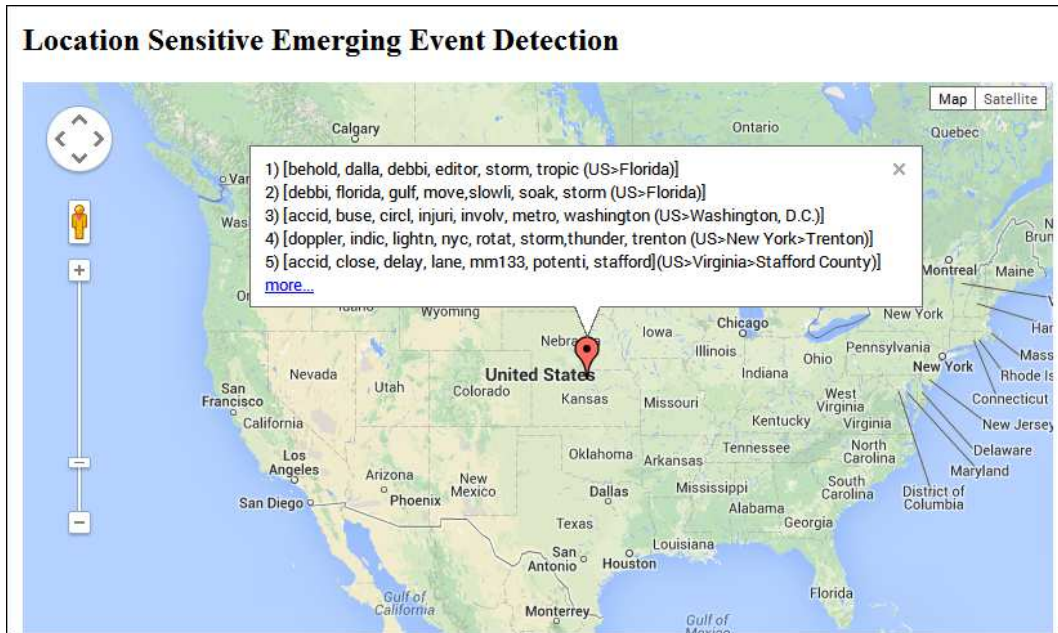 Location Sensitive Emerging Event Detection
Map Satellite
Calgary
Ontario
Quebec
1) [behold, dalla, debbi, editor, storm, tropic (US>Florida)]
2) [debbi, florida, gulf, move,slowli, soak, storm (US>Florida)]
3) [accid, buse, circl, injuri, involv, metro, washington (US>Washington, D.C.)]
4) [doppler, indic, lightn, nyc, rotat, storm,thunder, trenton (US>New York>Trenton)]
5) [accid, close, delay, lane, mm133, potenti, stafford](US>Virginia>Stafford County)]
more...
Montreal
Maine
Wyoming
Iowa
Chicago
New York
Illinois
Ohio
Pennsylvania
New York
Indiana
Rhode Is
Nevada
Utah
Colorado
United States
Kansas
Missouri
West
Virginia
Connecticut
San
Francisco
California
Kentucky
Virginia
New Jersey
Los
Angeles
Arizona
New
Mexico
Oklahoma
Arkansas
Tennessee
North
Carolina
Delaware
Maryland
San Diego
Phoenix
Dallas
Mississippi
South
Carolina
District of
Columbia
Alabama
Texas
Georgia
Louisiana
San
Antonio
Houston
Florida
Gulf of
California
Monterrey
Gulf of